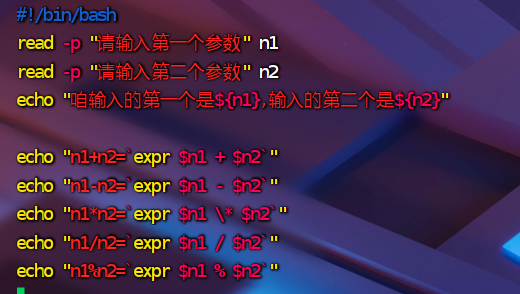 #!/bin/bash
read -p "请输入第一个参数" n1
read -p "请输入第二个参数" n2
echo "咱输入的第一个是${n1},输入的第二个是${n2}"
echo "n1+n2=`expr $n1 + $n2`"
echo "n1-n2=`expr $n1 - $n2`"
echo "n1*n2=`expr $n1 \* $n2`"
echo "n1/n2=`expr $n1 / $n2`"
echo "n1%n2=`expr $n1 % $n2`"